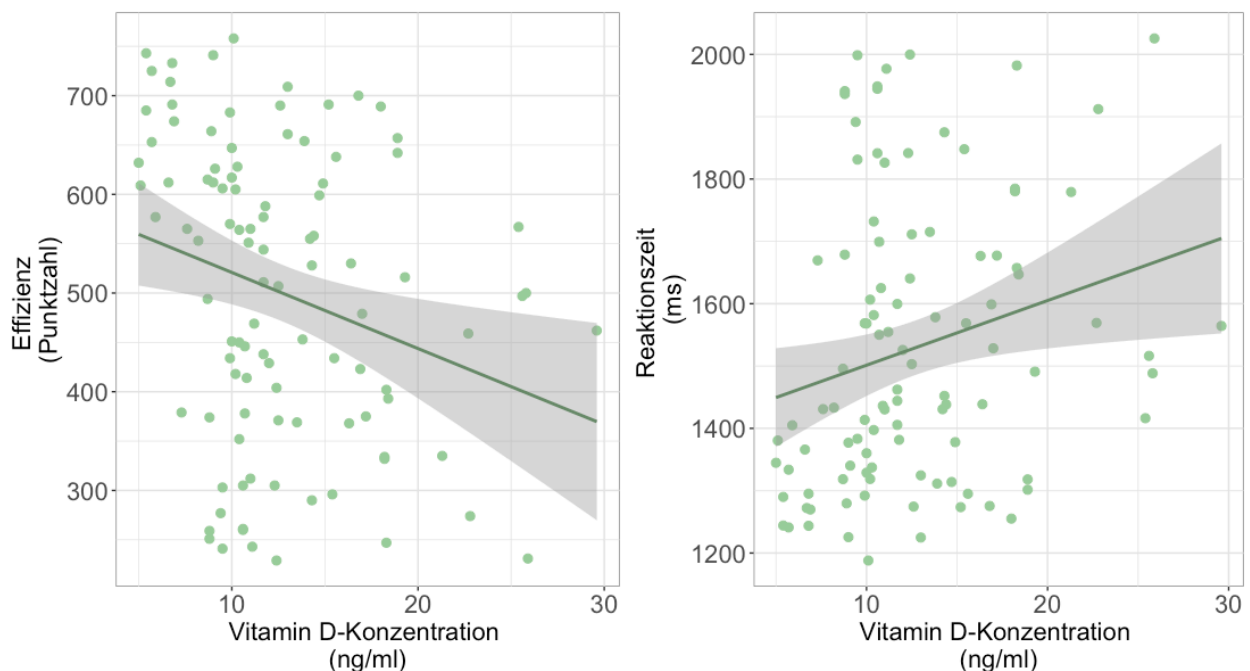 Effizienz
(Punktzahl)
700
600
500
400
300
10
20
30
Vitamin D-Konzentration
(ng/ml)
Reaktionszeit
(ms)
2000
1800
1600
1400
1200
10
20
30
Vitamin D-Konzentration
(ng/ml)